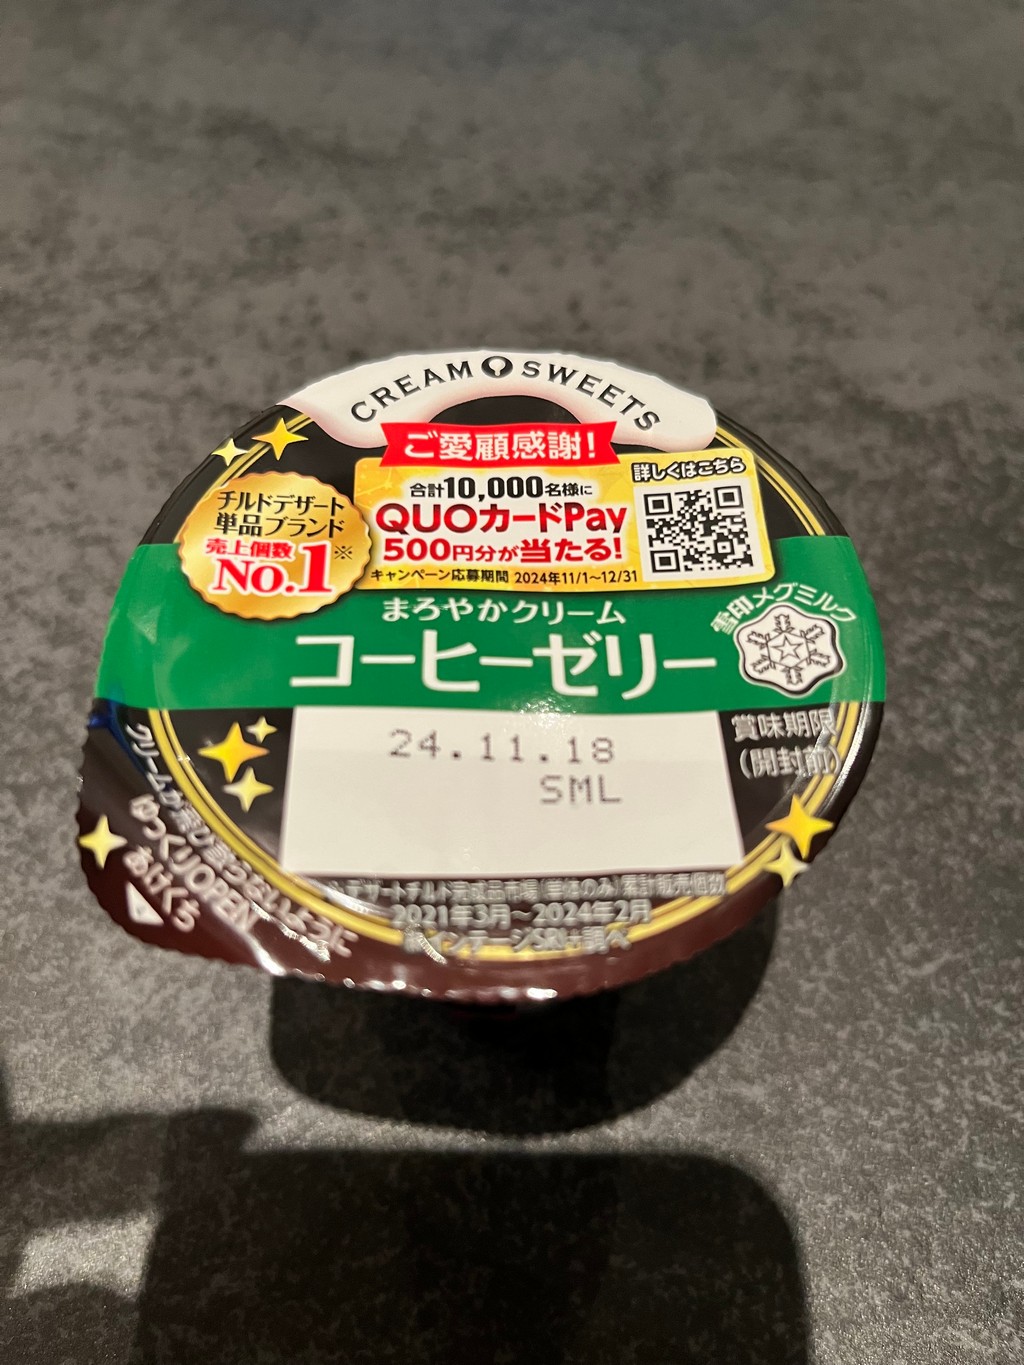 CREAM SWEETS
ご愛顧感謝!
詳しくはこちら
合計10,000名様に
QUOカードPay
500円分が当たる!
キャンペーン応募期間 2024年11/1~12/31
チルドデザート
単品ブランド
売上個数※
No.1
まろやかクリーム
コーヒーゼリー
雪印メグミルク
24.11.18
SML
賞味期限
(開封前)
クリームが
ゆっくりOPEN
おけぐち
2021年3月~2024年2月